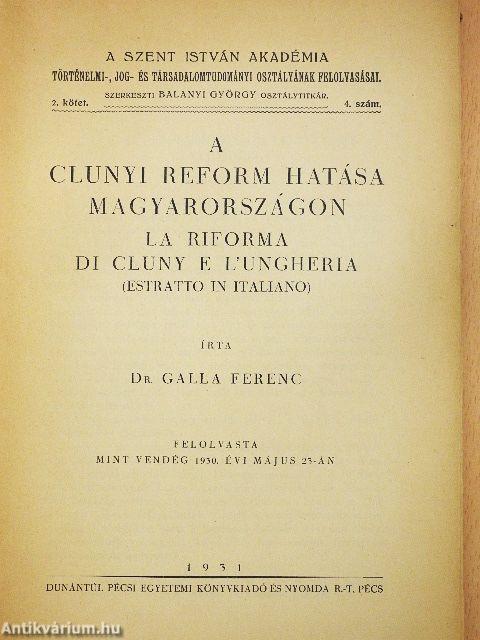 A SZENT ISTVÁN AKADÉMIA
TÖRTÉNELMI-, JOG- ÉS TÁRSADALOMTUDOMÁNYI OSZTÁLYÁNAK FELOLVASÁSAI.
SZERKESZTI BALANYI GYÖRGY OSZTÁLYTITKÁR.
2. kötet. 4. szám.
A
CLUNYI REFORM HATÁSA
MAGYARORSZÁGON
LA RIFORMA
DI CLUNY E L'UNGHERIA
(ESTRATTO IN ITALIANO)
ÍRTA
DR. GALLA FERENC
FELOLVASTA
MINT VENDÉG 1930. ÉVI MÁJUS 23-ÁN
1931
DUNÁNTÚL PÉCSI EGYETEMI KÖNYVKIADÓ ÉS NYOMDA R.-T. PÉCS
Antikvárium.hu